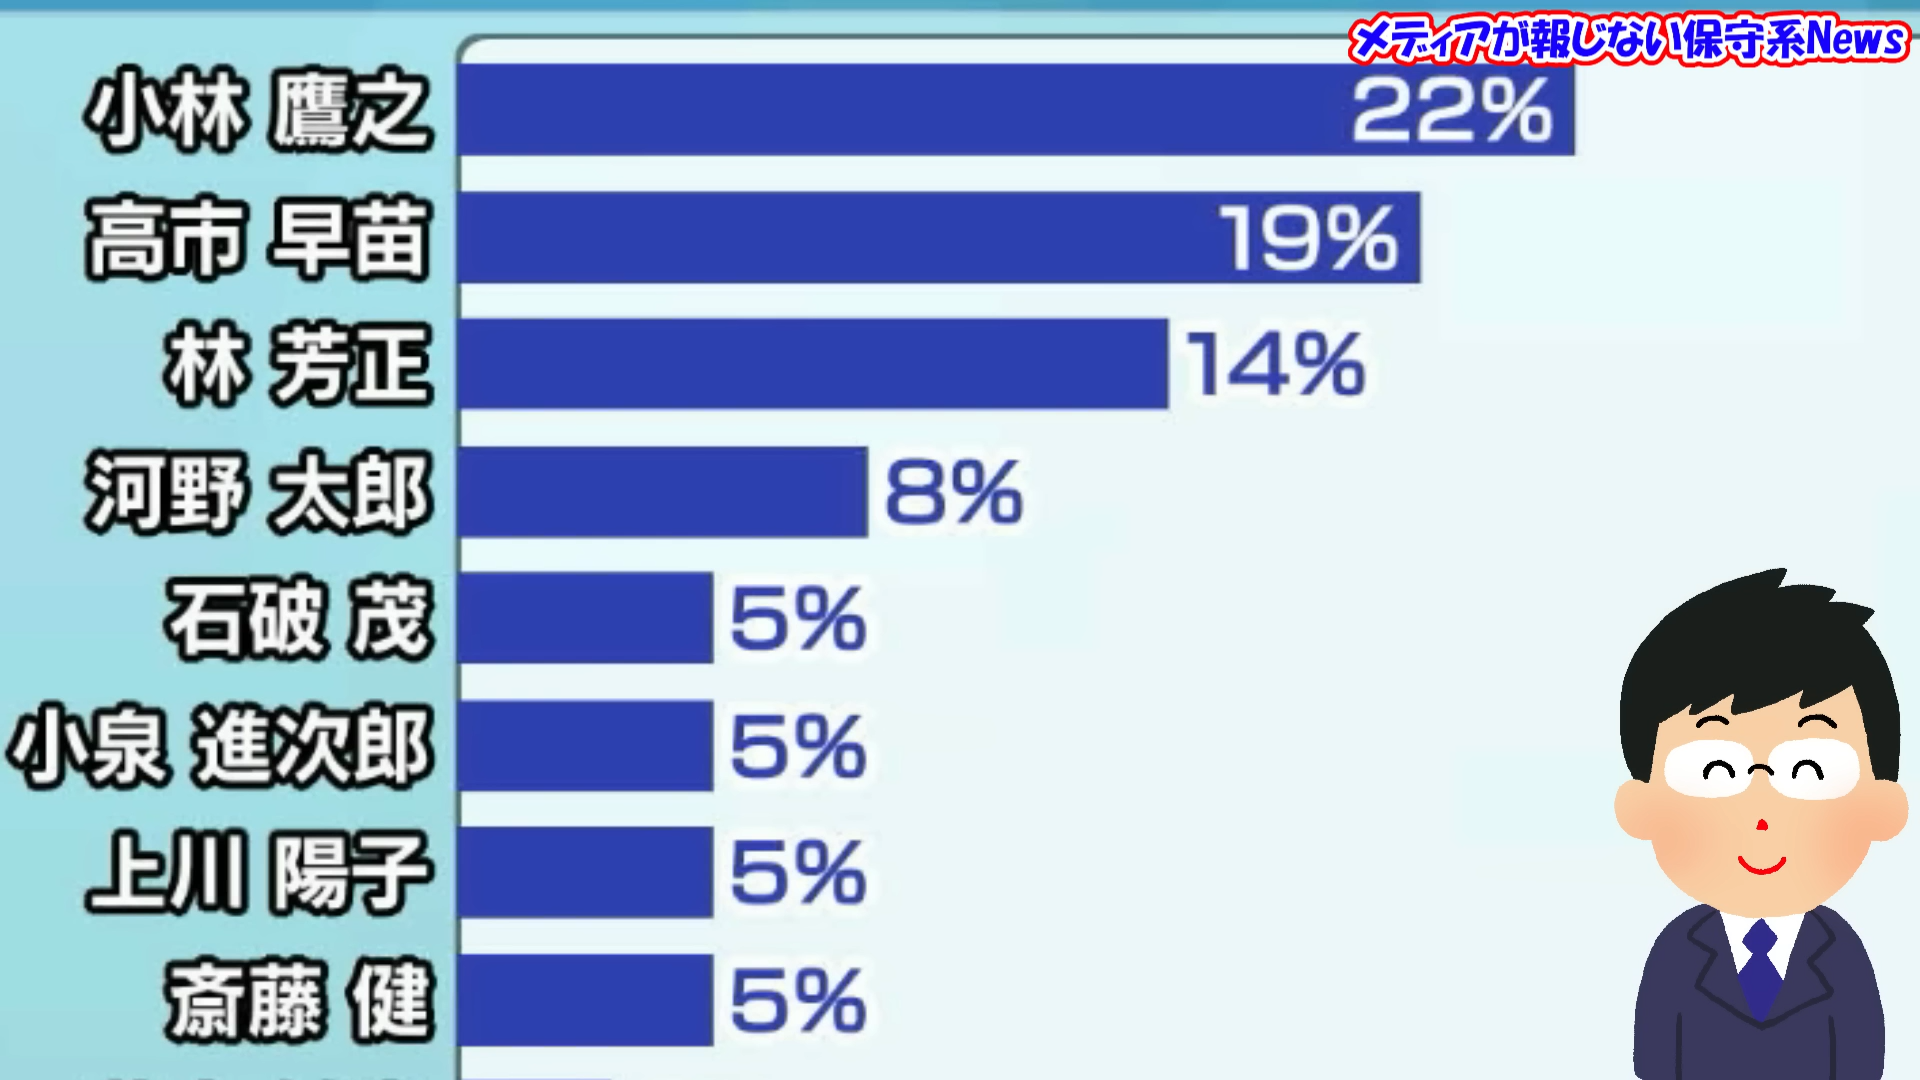 メディアが報じない保守系News
小林 鷹之 22%
高市 早苗 19%
林 芳正 14%
河野 太郎 8%
石破 茂 5%
小泉 進次郎 5%
上川 陽子 5%
斎藤 健 5%